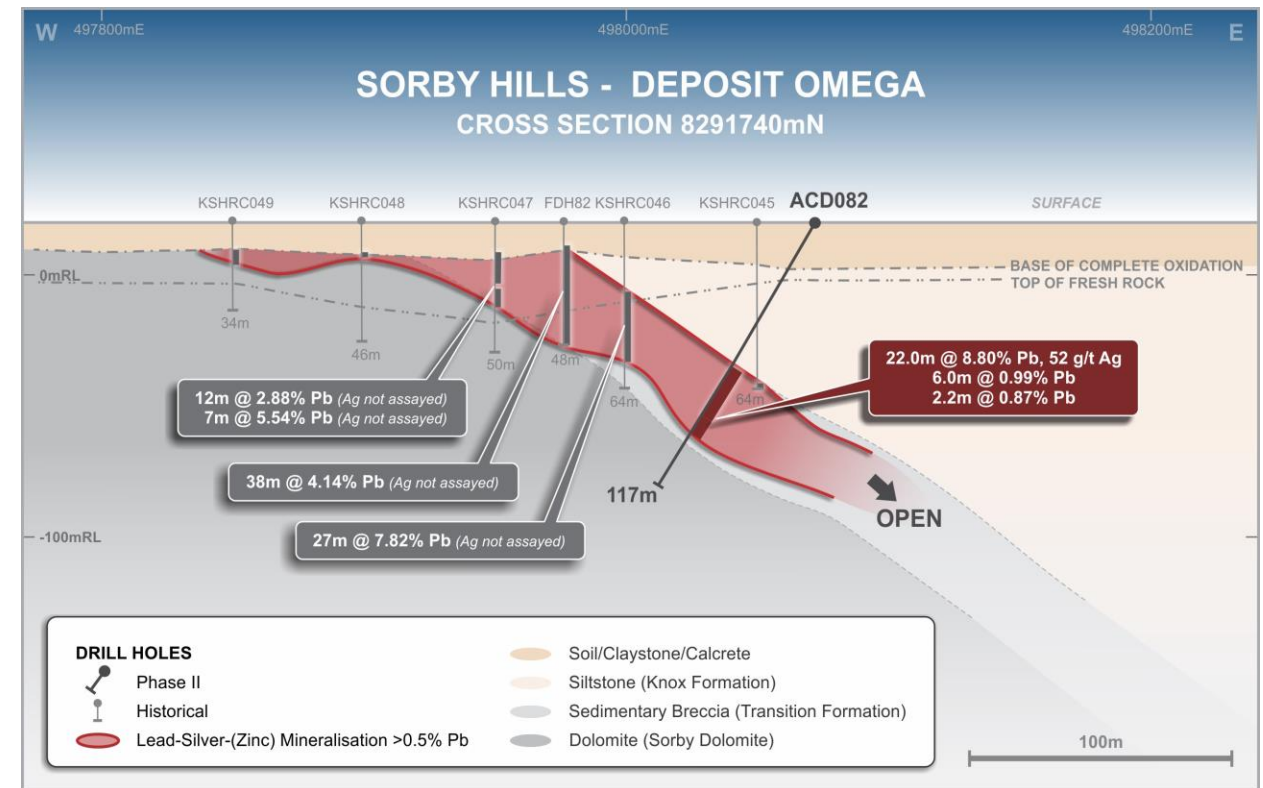 W 497800mE 498000mE 498200mE E
SORBY HILLS - DEPOSIT OMEGA
CROSS SECTION 8291740mN
KSHRC049 KSHRC048 KSHRC047 FDH82 KSHRC046 KSHRC045 ACD082 SURFACE
0mRL
BASE OF COMPLETE OXIDATION
TOP OF FRESH ROCK
34m
46m
50m
48m
64m
64m
22.0m @ 8.80% Pb, 52 g/t Ag
6.0m @ 0.99% Pb
2.2m @ 0.87% Pb
12m @ 2.88% Pb (Ag not assayed)
7m @ 5.54% Pb (Ag not assayed)
38m @ 4.14% Pb (Ag not assayed)
117m
OPEN
27m @ 7.82% Pb (Ag not assayed)
-100mRL
DRILL HOLES
Phase II
Historical
Lead-Silver-(Zinc) Mineralisation >0.5% Pb
Soil/Claystone/Calcrete
Siltstone (Knox Formation)
Sedimentary Breccia (Transition Formation)
Dolomite (Sorby Dolomite)
100m